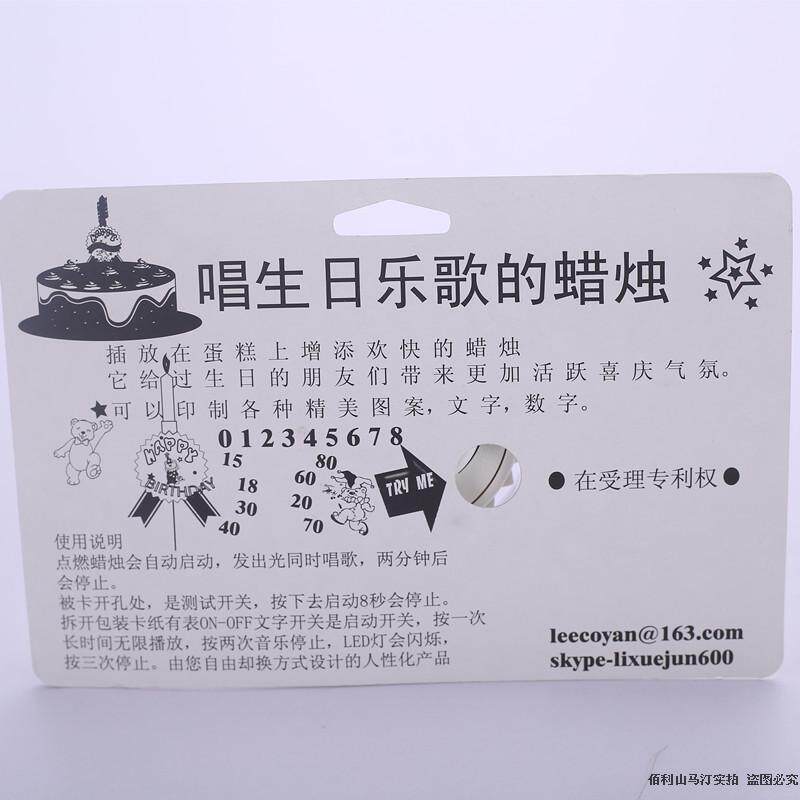 唱生日乐歌的蜡烛
插放在蛋糕上增添欢快的蜡烛
它给过生日的朋友们带来更加活跃喜庆气氛。
★可以印制各种精美图案,文字,数字。
012345678
15 80
18 60
30 20
40 70
HAPPY
BIRTHDAY
TRY ME
●在受理专利权●
使用说明
点燃蜡烛会自动启动，发出光同时唱歌，两分钟后
会停止。
被卡开孔处，是测试开关，按下去启动8秒会停止。
拆开包装卡纸有表ON-OFF文字开关是启动开关，按一次
长时间无限播放，按两次音乐停止，LED灯会闪烁，
按三次停止。由您自由却换方式设计的人性化产品
leecoyan@163.com
skype-lixuejun600
佰利山马汀实拍 盗图必究